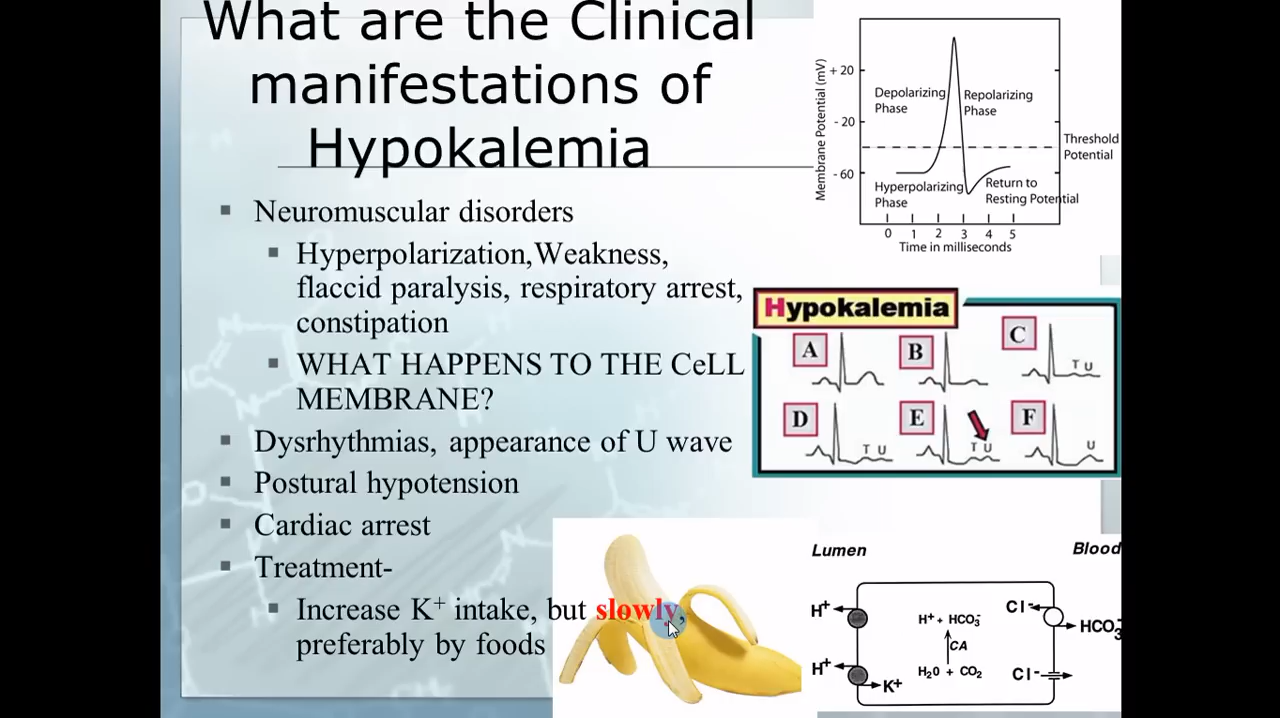 What are the Clinical
manifestations of
Hypokalemia
Neuromuscular disorders
Hyperpolarization,Weakness,
flaccid paralysis, respiratory arrest,
constipation
WHAT HAPPENS TO THE CeLL
MEMBRANE?
Dysrhythmias, appearance of U wave
Postural hypotension
Cardiac arrest
Treatment-
Increase K⁺ intake, but slowly,
preferably by foods
Membrane Potential (mV)
+ 20
- 20
- 60
Depolarizing
Phase
Repolarizing
Phase
Threshold
Potential
Hyperpolarizing
Phase
Return to
Resting Potential
0 1 2 3 4 5
Time in milliseconds
Hypokalemia
A
B
C
T U
D
T U
E
T U
F
U
Lumen
Blood
H⁺
H⁺ + HCO₃⁻
Cl⁻
HCO₃⁻
CA
H⁺
K⁺
H₂0 + CO₂
Cl⁻